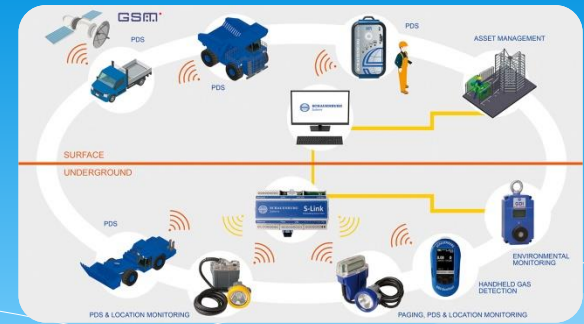 GSM
PDS
PDS
PDS
ASSET MANAGEMENT
SURFACE
UNDERGROUND
PDS
S-Link
ENVIRONMENTAL
MONITORING
HANDHELD GAS
DETECTION
PDS & LOCATION MONITORING
PAGING, PDS & LOCATION MONITORING